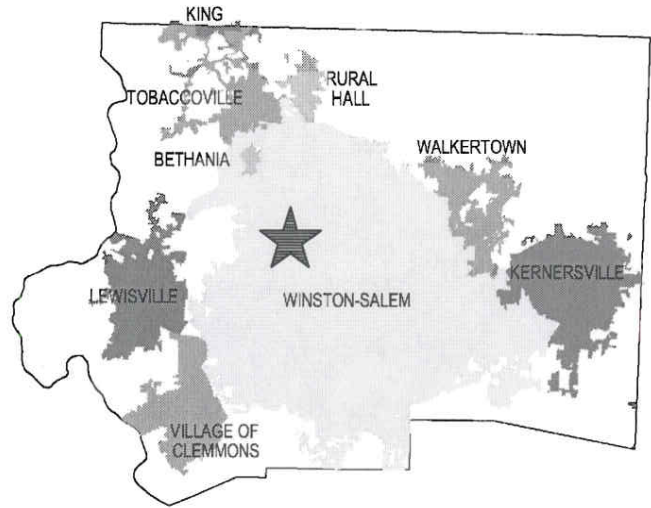 KING
TOBACCOVILLE
RURAL
HALL
BETHANIA
WALKERTOWN
LEWISVILLE
WINSTON-SALEM
KERNERSVILLE
VILLAGE OF
CLEMMONS